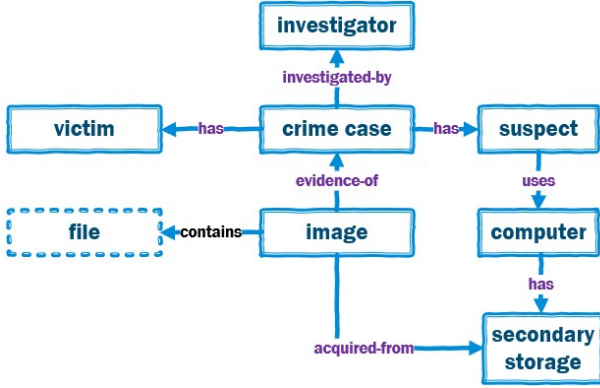 investigator
investigated-by
victim
has
crime case
has
suspect
evidence-of
uses
file
contains
image
computer
has
acquired-from
secondary
storage